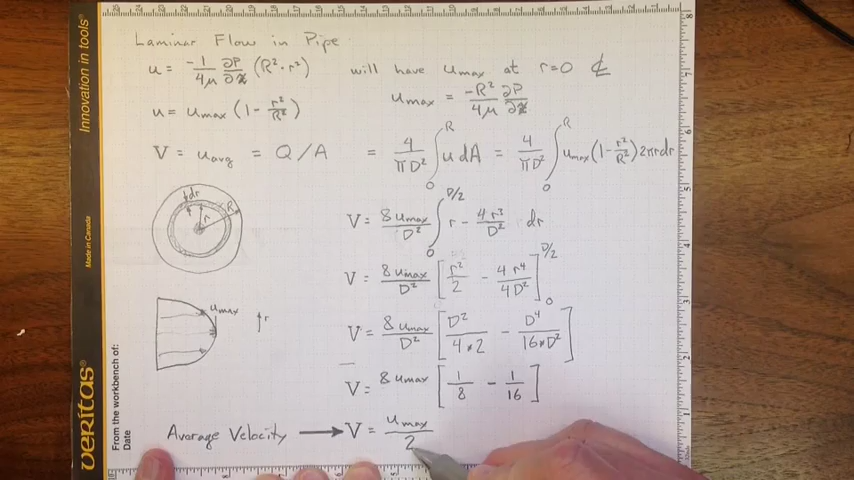 Laminar Flow in Pipe
u = -1/4μ ∂P/∂x (R² - r²) will have umax at r=0 ℄
u = umax (1 - r²/R²) umax = -R²/4μ ∂P/∂x
V = uavg = Q/A = 4/πD² ∫₀ᴿ u dA = 4/πD² ∫₀ᴿ umax (1 - r²/R²) 2πr dr
dr
R
r
V = 8 umax/D² ∫₀^D/2 r - 4r³/D² dr
V = 8 umax/D² [r²/2 - 4r⁴/4D²]₀^D/2
umax
r
V = 8 umax/D² [D²/4×2 - D⁴/16×D²]
V = 8 umax [1/8 - 1/16]
Average Velocity → V = umax/2
Innovation in tools®
Made in Canada
veritas®
From the workbench of:
Date